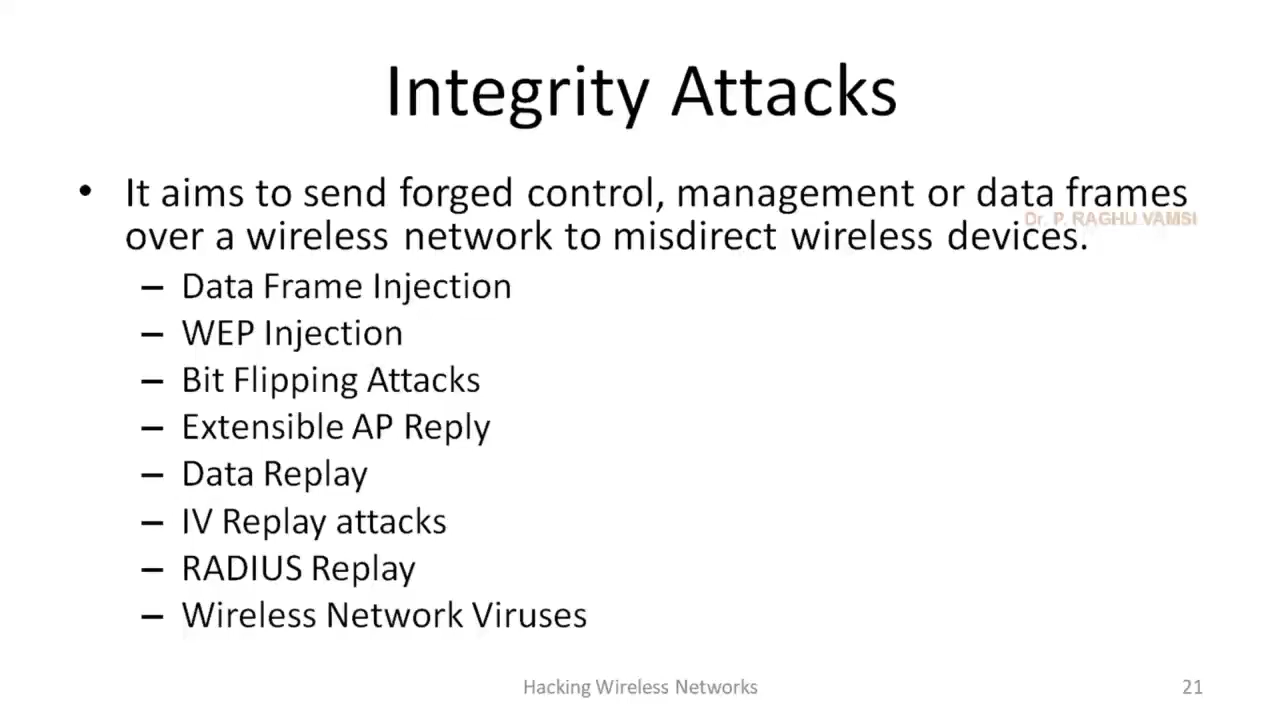 Integrity Attacks
• It aims to send forged control, management or data frames
over a wireless network to misdirect wireless devices.
Dr. P. RAGHU VAMSI
– Data Frame Injection
– WEP Injection
– Bit Flipping Attacks
– Extensible AP Reply
– Data Replay
– IV Replay attacks
– RADIUS Replay
– Wireless Network Viruses
Hacking Wireless Networks
21